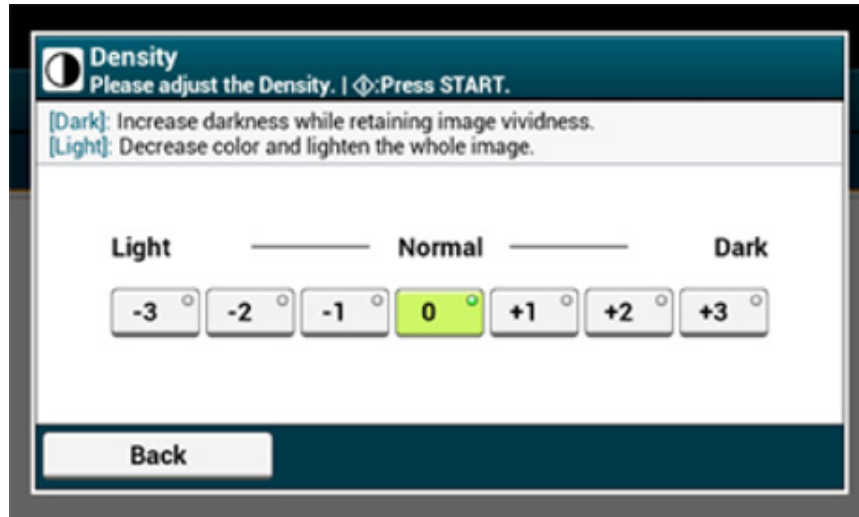 Density
Please adjust the Density. | :Press START.
[Dark]: Increase darkness while retaining image vividness.
[Light]: Decrease color and lighten the whole image.
Light Normal Dark
-3 -2 -1 0 +1 +2 +3
Back